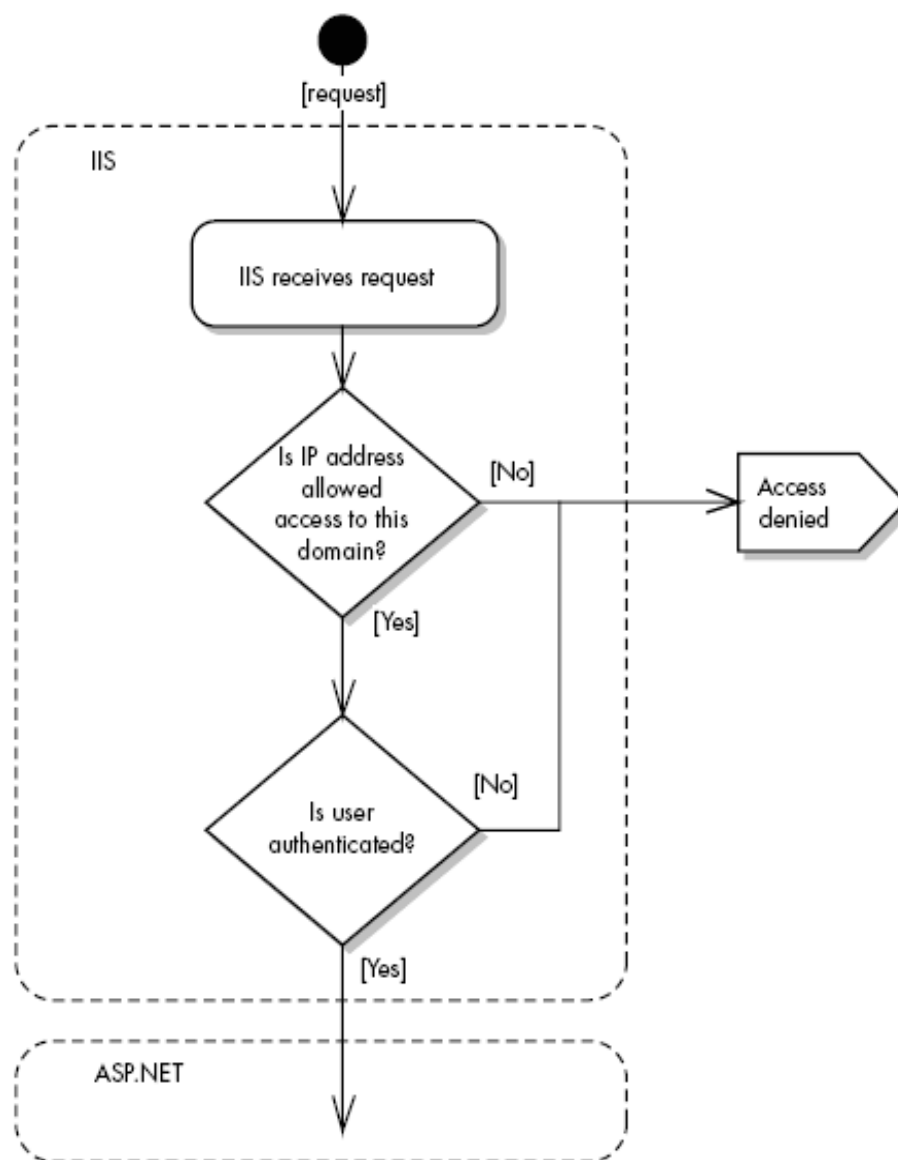 [request]
IIS
IIS receives request
Is IP address
allowed
access to this
domain?
[No]
Access
denied
[Yes]
Is user
authenticated?
[No]
[Yes]
ASP.NET